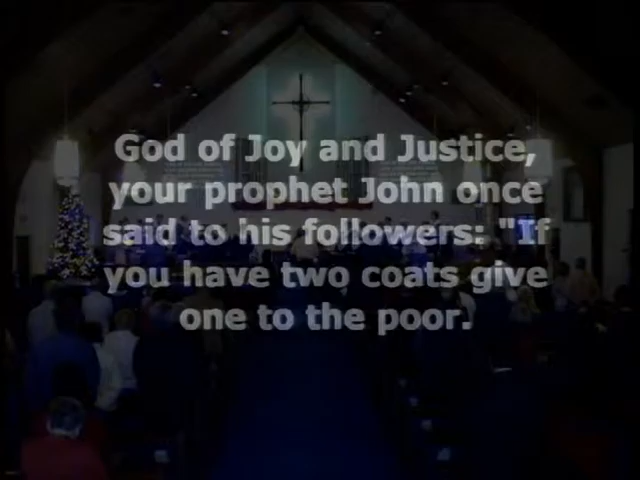 God of Joy and Justice,
your prophet John once
said to his followers: "If
you have two coats give
one to the poor.